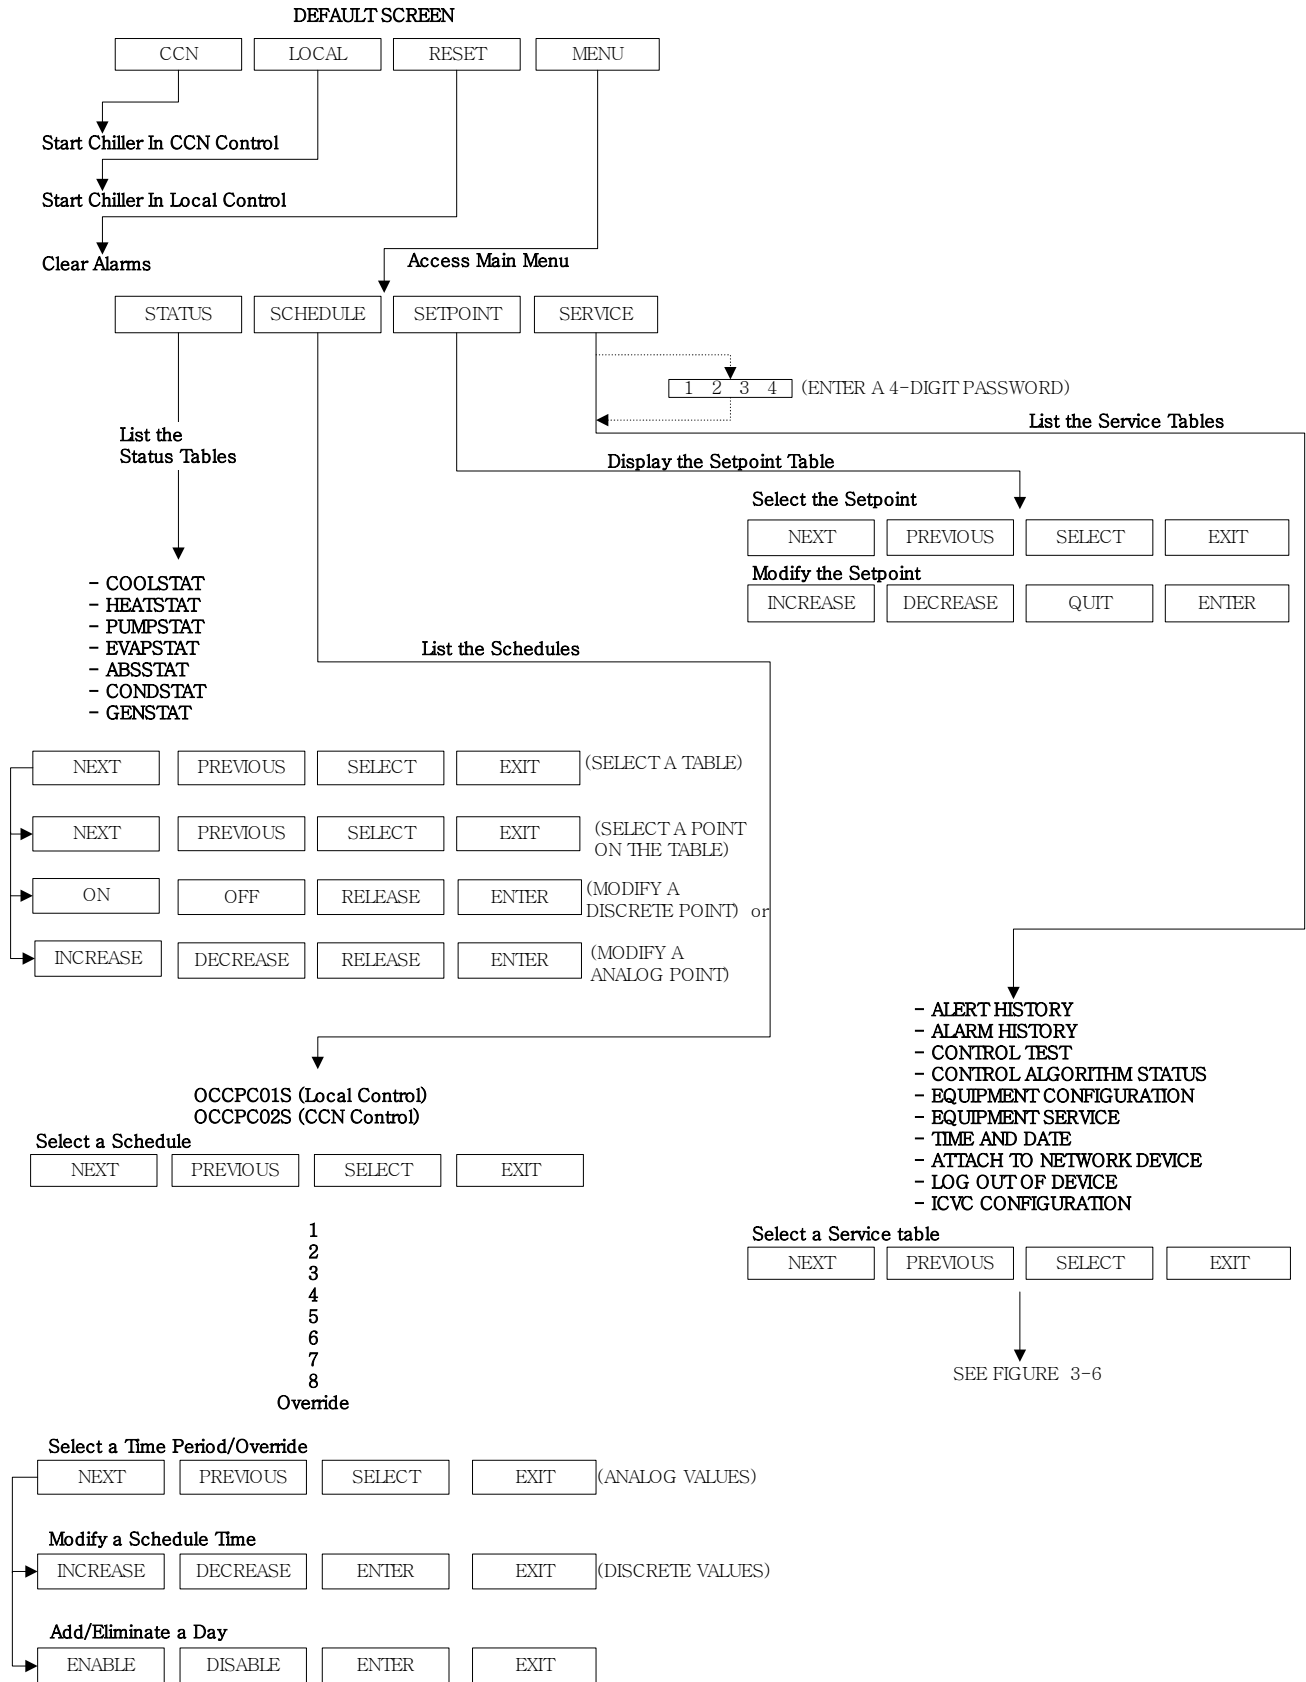 DEFAULT SCREEN
CCN LOCAL RESET MENU
Start Chiller In CCN Control
Start Chiller In Local Control
Clear Alarms
Access Main Menu
STATUS SCHEDULE SETPOINT SERVICE
1 2 3 4 (ENTER A 4-DIGIT PASSWORD)
List the Service Tables
List the
Status Tables
Display the Setpoint Table
Select the Setpoint
NEXT PREVIOUS SELECT EXIT
Modify the Setpoint
INCREASE DECREASE QUIT ENTER
- COOLSTAT
- HEATSTAT
- PUMPSTAT
- EVAPSTAT
- ABSSTAT
- CONDSTAT
- GENSTAT
List the Schedules
NEXT PREVIOUS SELECT EXIT (SELECT A TABLE)
NEXT PREVIOUS SELECT EXIT (SELECT A POINT
ON THE TABLE)
ON OFF RELEASE ENTER (MODIFY A
DISCRETE POINT) or
INCREASE DECREASE RELEASE ENTER (MODIFY A
ANALOG POINT)
- ALERT HISTORY
- ALARM HISTORY
- CONTROL TEST
- CONTROL ALGORITHM STATUS
- EQUIPMENT CONFIGURATION
- EQUIPMENT SERVICE
- TIME AND DATE
- ATTACH TO NETWORK DEVICE
- LOG OUT OF DEVICE
- ICVC CONFIGURATION
OCCPC01S (Local Control)
OCCPC02S (CCN Control)
Select a Schedule
NEXT PREVIOUS SELECT EXIT
Select a Service table
NEXT PREVIOUS SELECT EXIT
SEE FIGURE 3-6
1
2
3
4
5
6
7
8
Override
Select a Time Period/Override
NEXT PREVIOUS SELECT EXIT (ANALOG VALUES)
Modify a Schedule Time
INCREASE DECREASE ENTER EXIT (DISCRETE VALUES)
Add/Eliminate a Day
ENABLE DISABLE ENTER EXIT